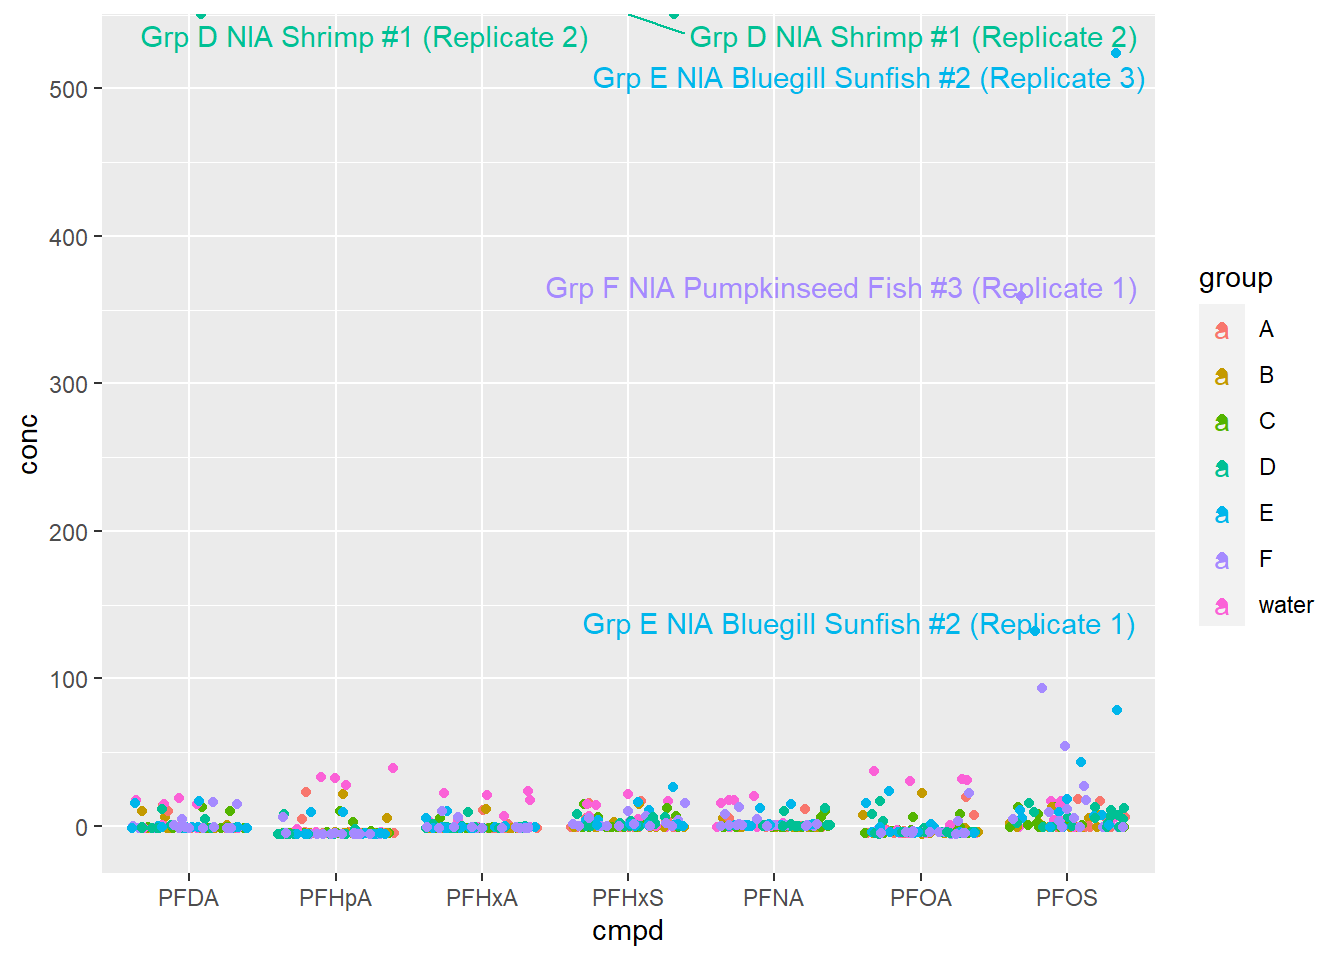 Grp D NIA Shrimp #1 (Replicate 2)
Grp D NIA Shrimp #1 (Replicate 2)
Grp E NIA Bluegill Sunfish #2 (Replicate 3)
500
400
Grp F NIA Pumpkinseed Fish #3 (Replicate 1)
300
200
Grp E NIA Bluegill Sunfish #2 (Replicate 1)
100
0
conc
PFDA PFHpA PFHxA PFHxS PFNA PFOA PFOS
cmpd
group
a A
a B
a C
a D
a E
a F
a water